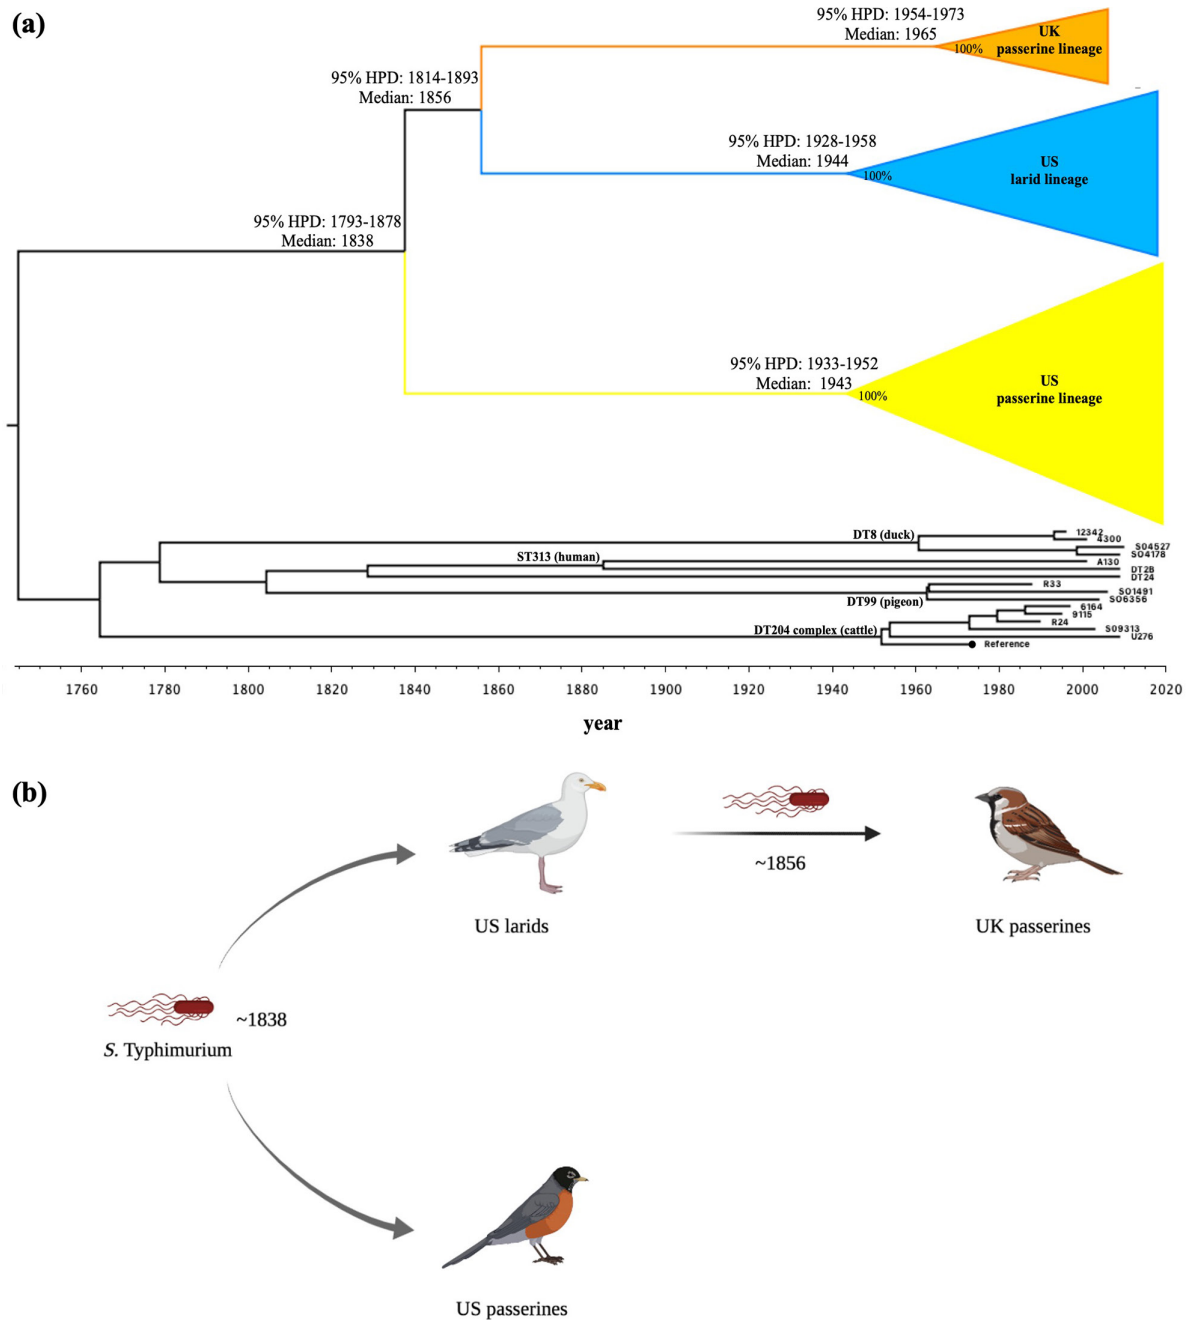 (a)
95% HPD: 1954-1973
Median: 1965
100%
UK
passerine lineage
95% HPD: 1814-1893
Median: 1856
95% HPD: 1928-1958
Median: 1944
100%
US
larid lineage
95% HPD: 1793-1878
Median: 1838
95% HPD: 1933-1952
Median: 1943
100%
US
passerine lineage
DT8 (duck)
12342
4300
S04527
S04178
ST313 (human)
A130
DT2B
DT24
R33
S01491
DT99 (pigeon)
S06356
6164
9115
R24
DT204 complex (cattle)
S09313
U276
Reference
1760 1780 1800 1820 1840 1860 1880 1900 1920 1940 1960 1980 2000 2020
year
(b)
~1856
US larids
UK passerines
~1838
S. Typhimurium
US passerines